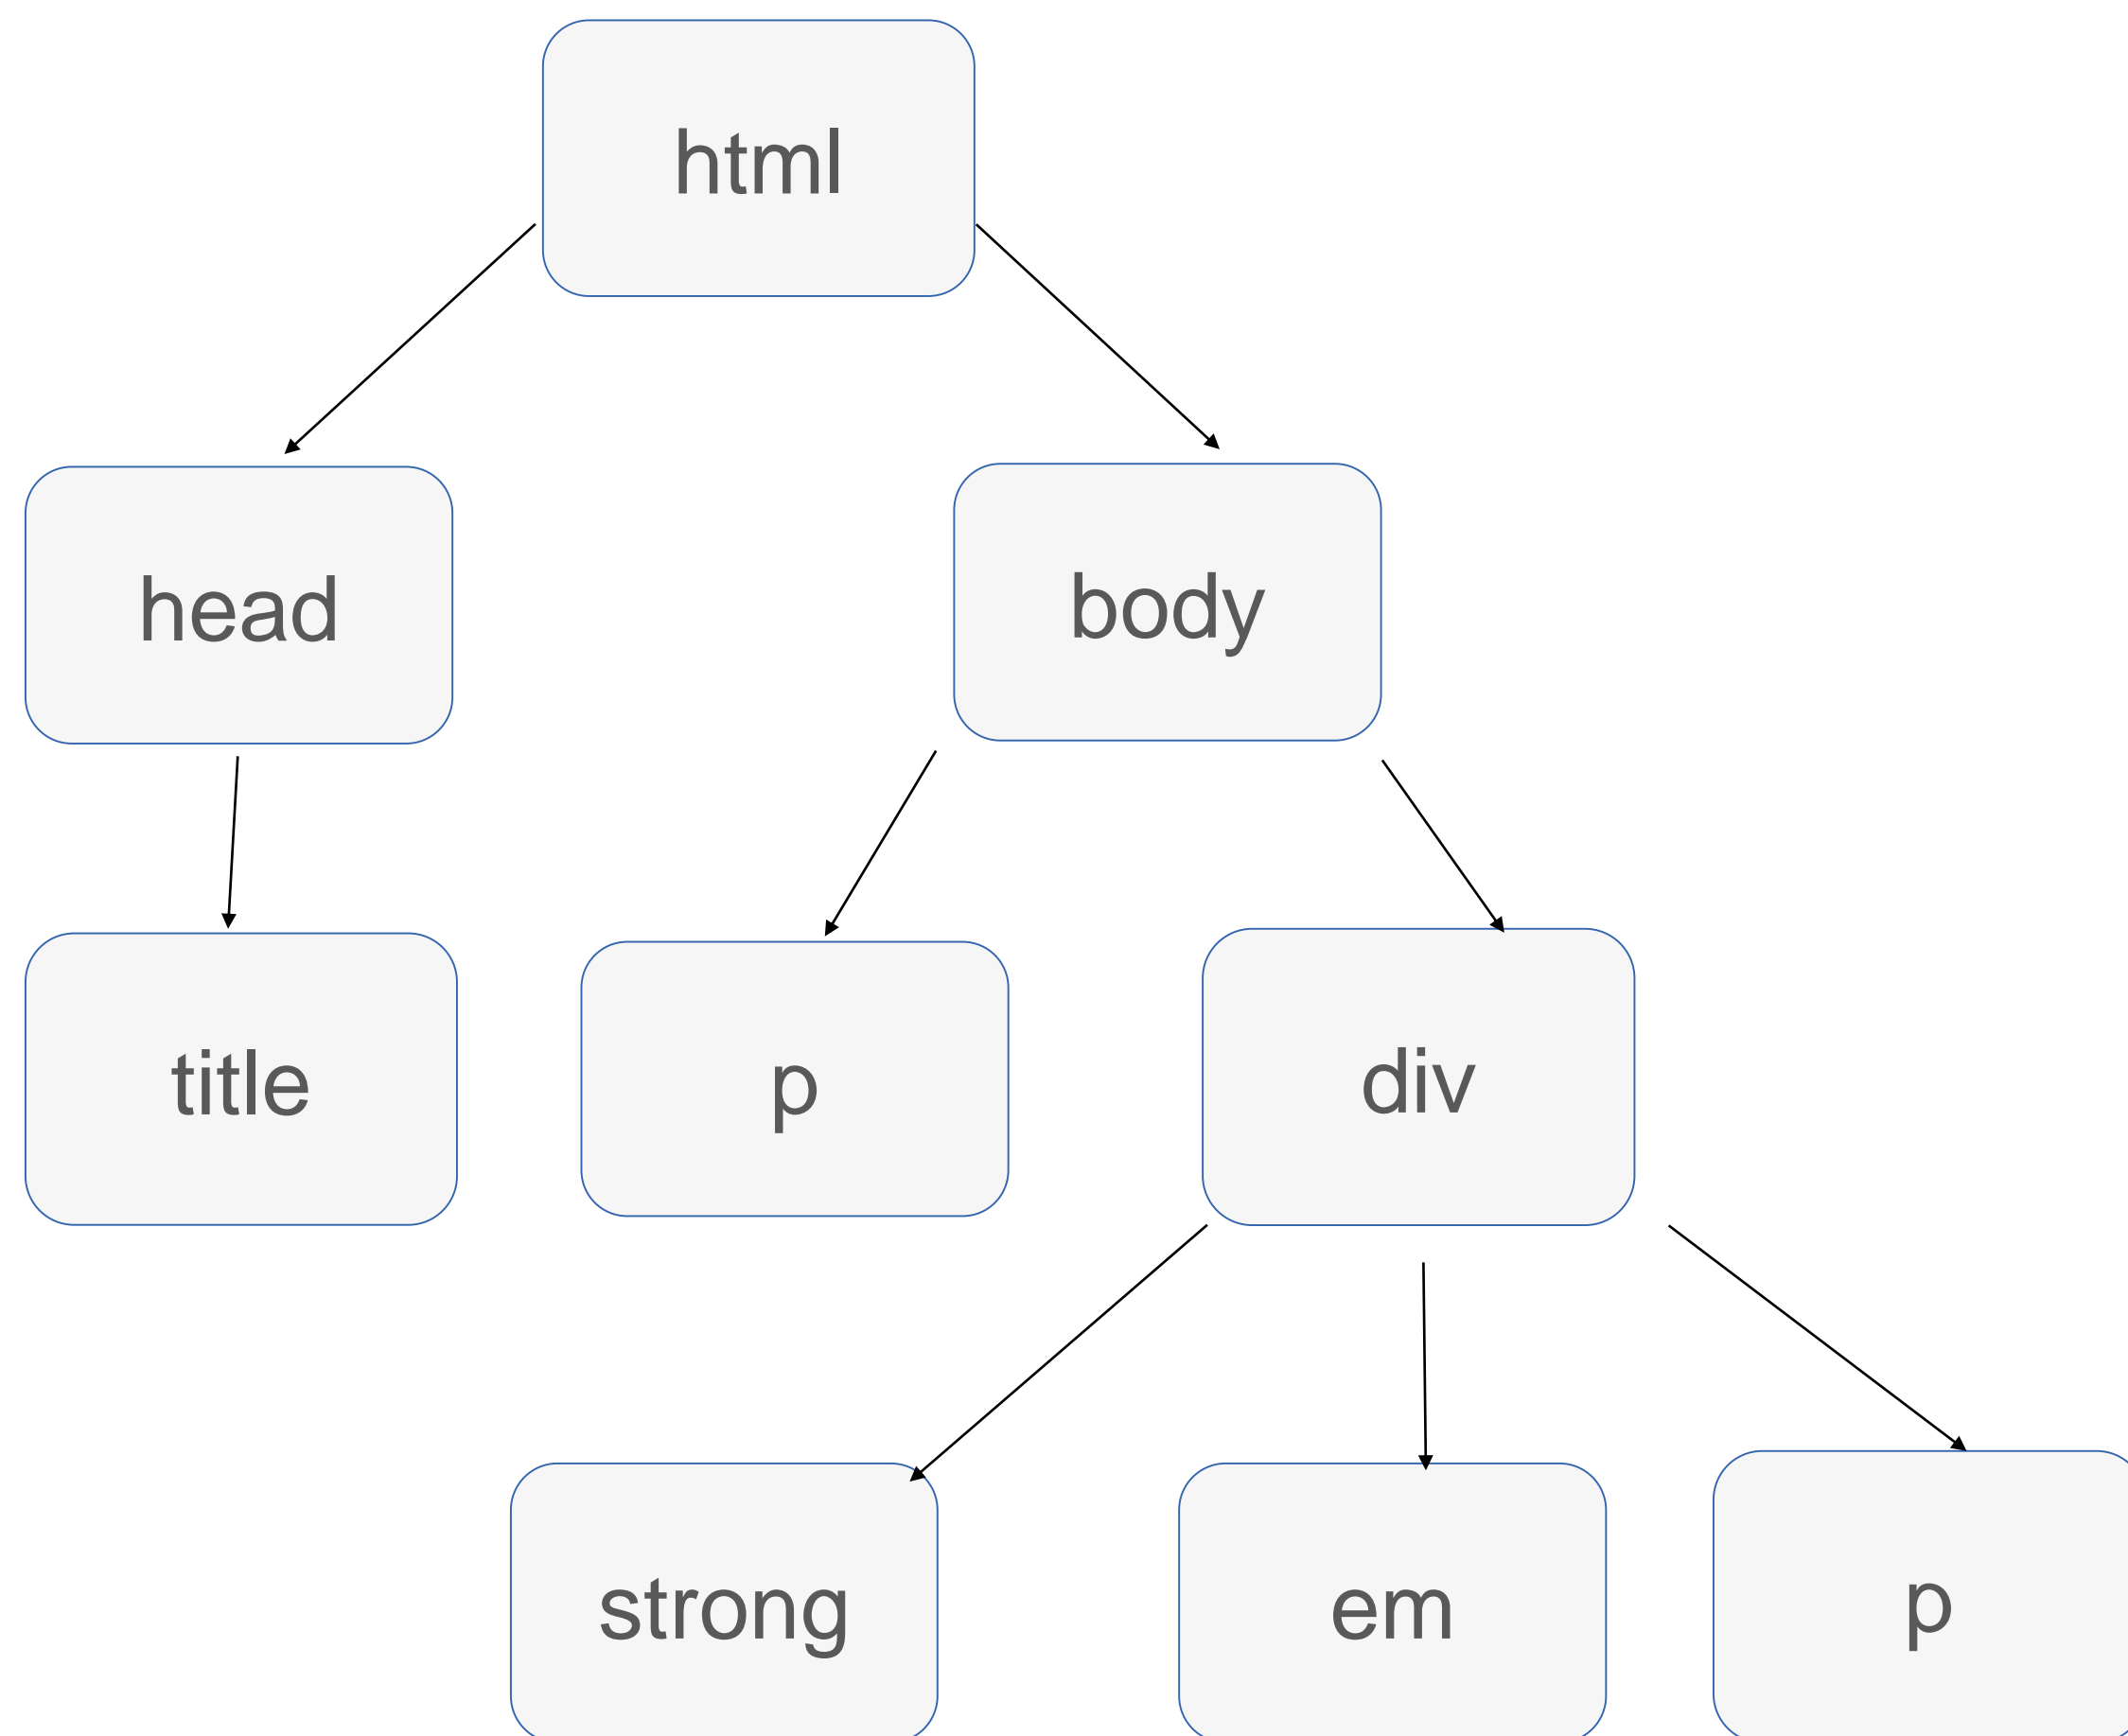 html
head
body
title
p
div
strong
em
p